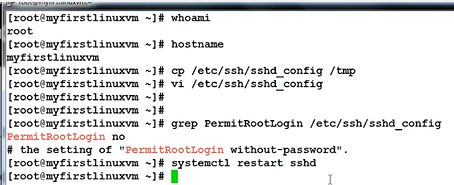 [root@myfirstlinuxvm ~]# whoami
root
[root@myfirstlinuxvm ~]# hostname
myfirstlinuxvm
[root@myfirstlinuxvm ~]# cp /etc/ssh/sshd_config /tmp
[root@myfirstlinuxvm ~]# vi /etc/ssh/sshd_config
[root@myfirstlinuxvm ~]#
[root@myfirstlinuxvm ~]#
[root@myfirstlinuxvm ~]# grep PermitRootLogin /etc/ssh/sshd_config
PermitRootLogin no
# the setting of "PermitRootLogin without-password".
[root@myfirstlinuxvm ~]# systemctl restart sshd
[root@myfirstlinuxvm ~]#